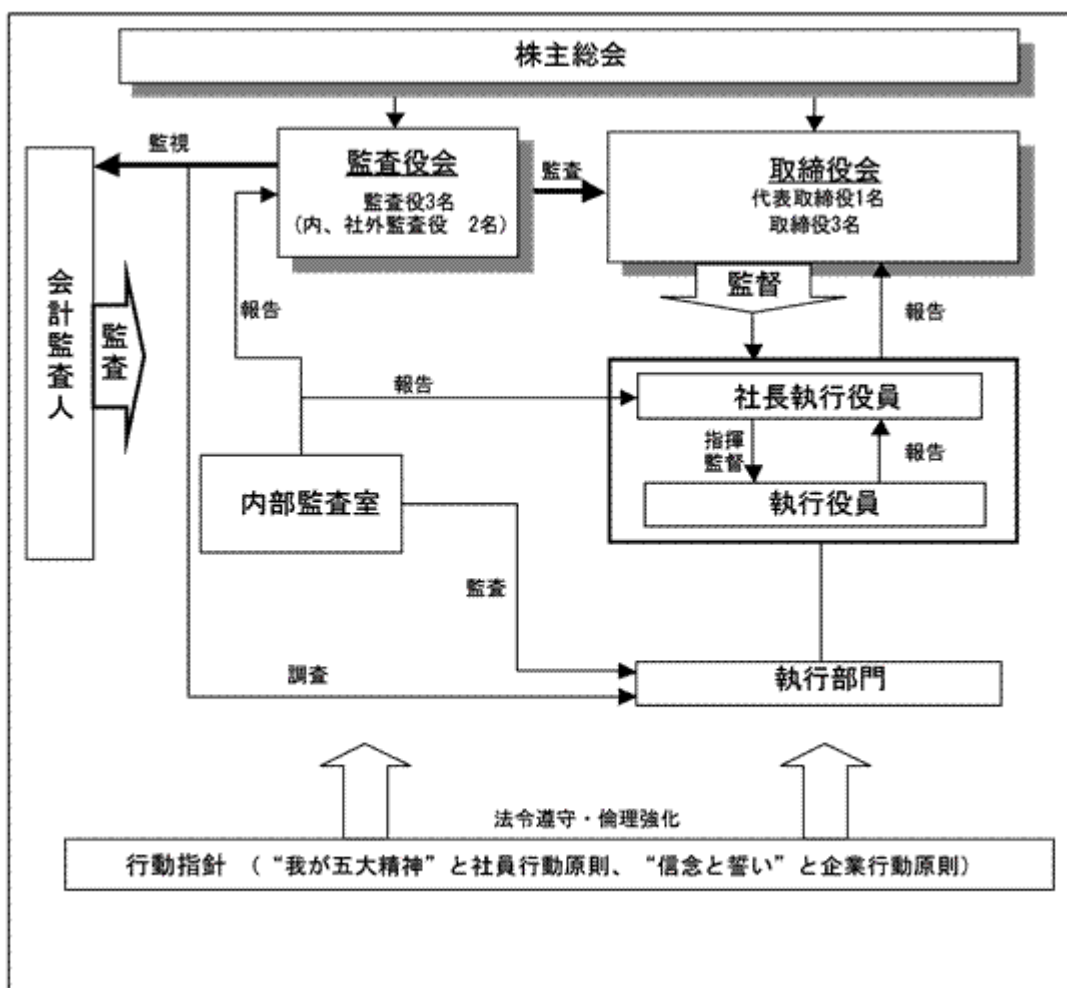 株主総会
監視
監査役会
監査役3名
(内、社外監査役 2名)
監査
取締役会
代表取締役1名
取締役3名
会計監査人
監査
報告
監督
報告
報告
社長執行役員
指揮
監督
報告
執行役員
内部監査室
監査
調査
執行部門
法令遵守・倫理強化
行動指針 （“我が五大精神”と社員行動原則、“信念と誓い”と企業行動原則）